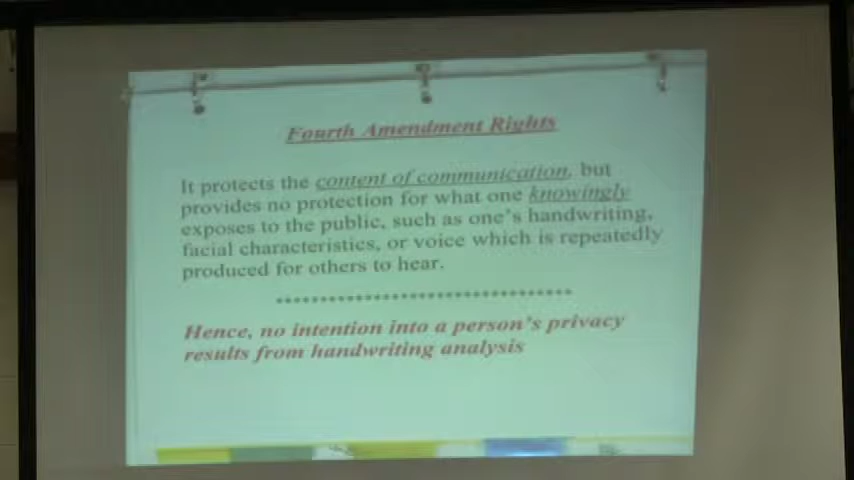 Fourth Amendment Rights
It protects the content of communication, but
provides no protection for what one knowingly
exposes to the public, such as one's handwriting,
facial characteristics, or voice which is repeatedly
produced for others to hear.
Hence, no intention into a person's privacy
results from handwriting analysis